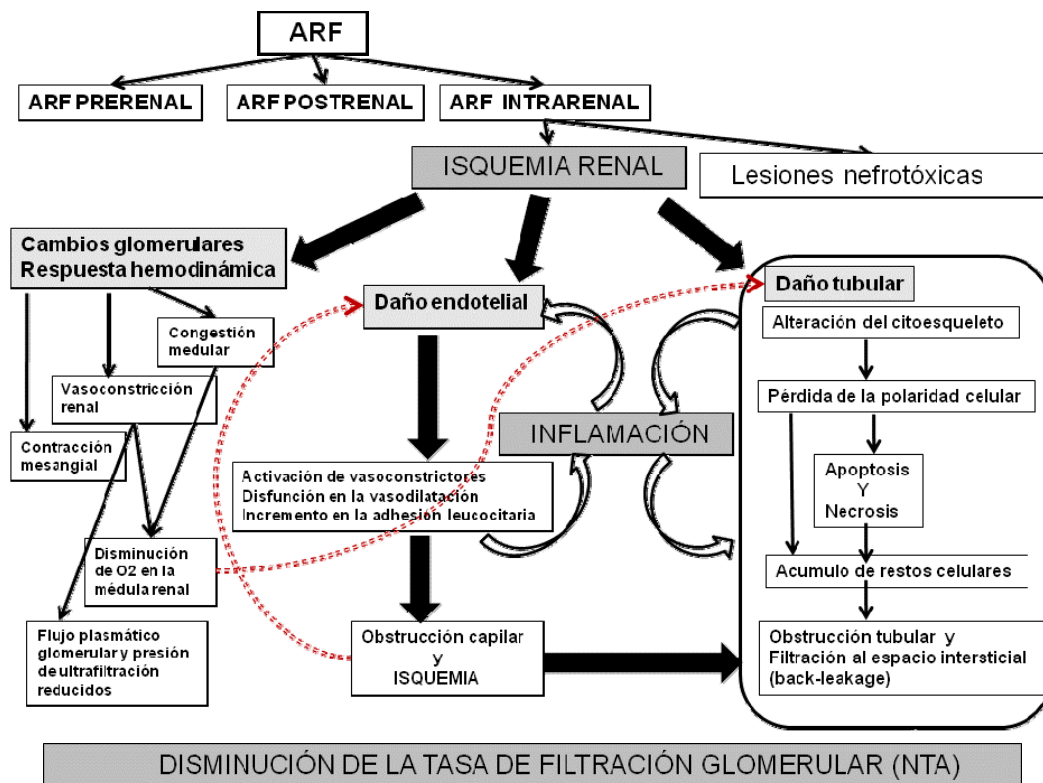 ARF
ARF PRERENAL
ARF POSTRENAL
ARF INTRARENAL
ISQUEMIA RENAL
Lesiones nefrotóxicas
Cambios glomerulares
Respuesta hemodinámica
Daño endotelial
Daño tubular
Congestión
medular
Vasoconstricción
renal
Contracción
mesangial
Disminución
de O2 en la
médula renal
Flujo plasmático
glomerular y presión
de ultrafiltración
reducidos
Activación de vasoconstrictores
Disfunción en la vasodilatación
Incremento en la adhesión leucocitaria
Obstrucción capilar
y
ISQUEMIA
INFLAMACIÓN
Alteración del citoesqueleto
Pérdida de la polaridad celular
Apoptosis
Y
Necrosis
Acumulo de restos celulares
Obstrucción tubular y
Filtración al espacio intersticial
(back-leakage)
DISMINUCIÓN DE LA TASA DE FILTRACIÓN GLOMERULAR (NTA)